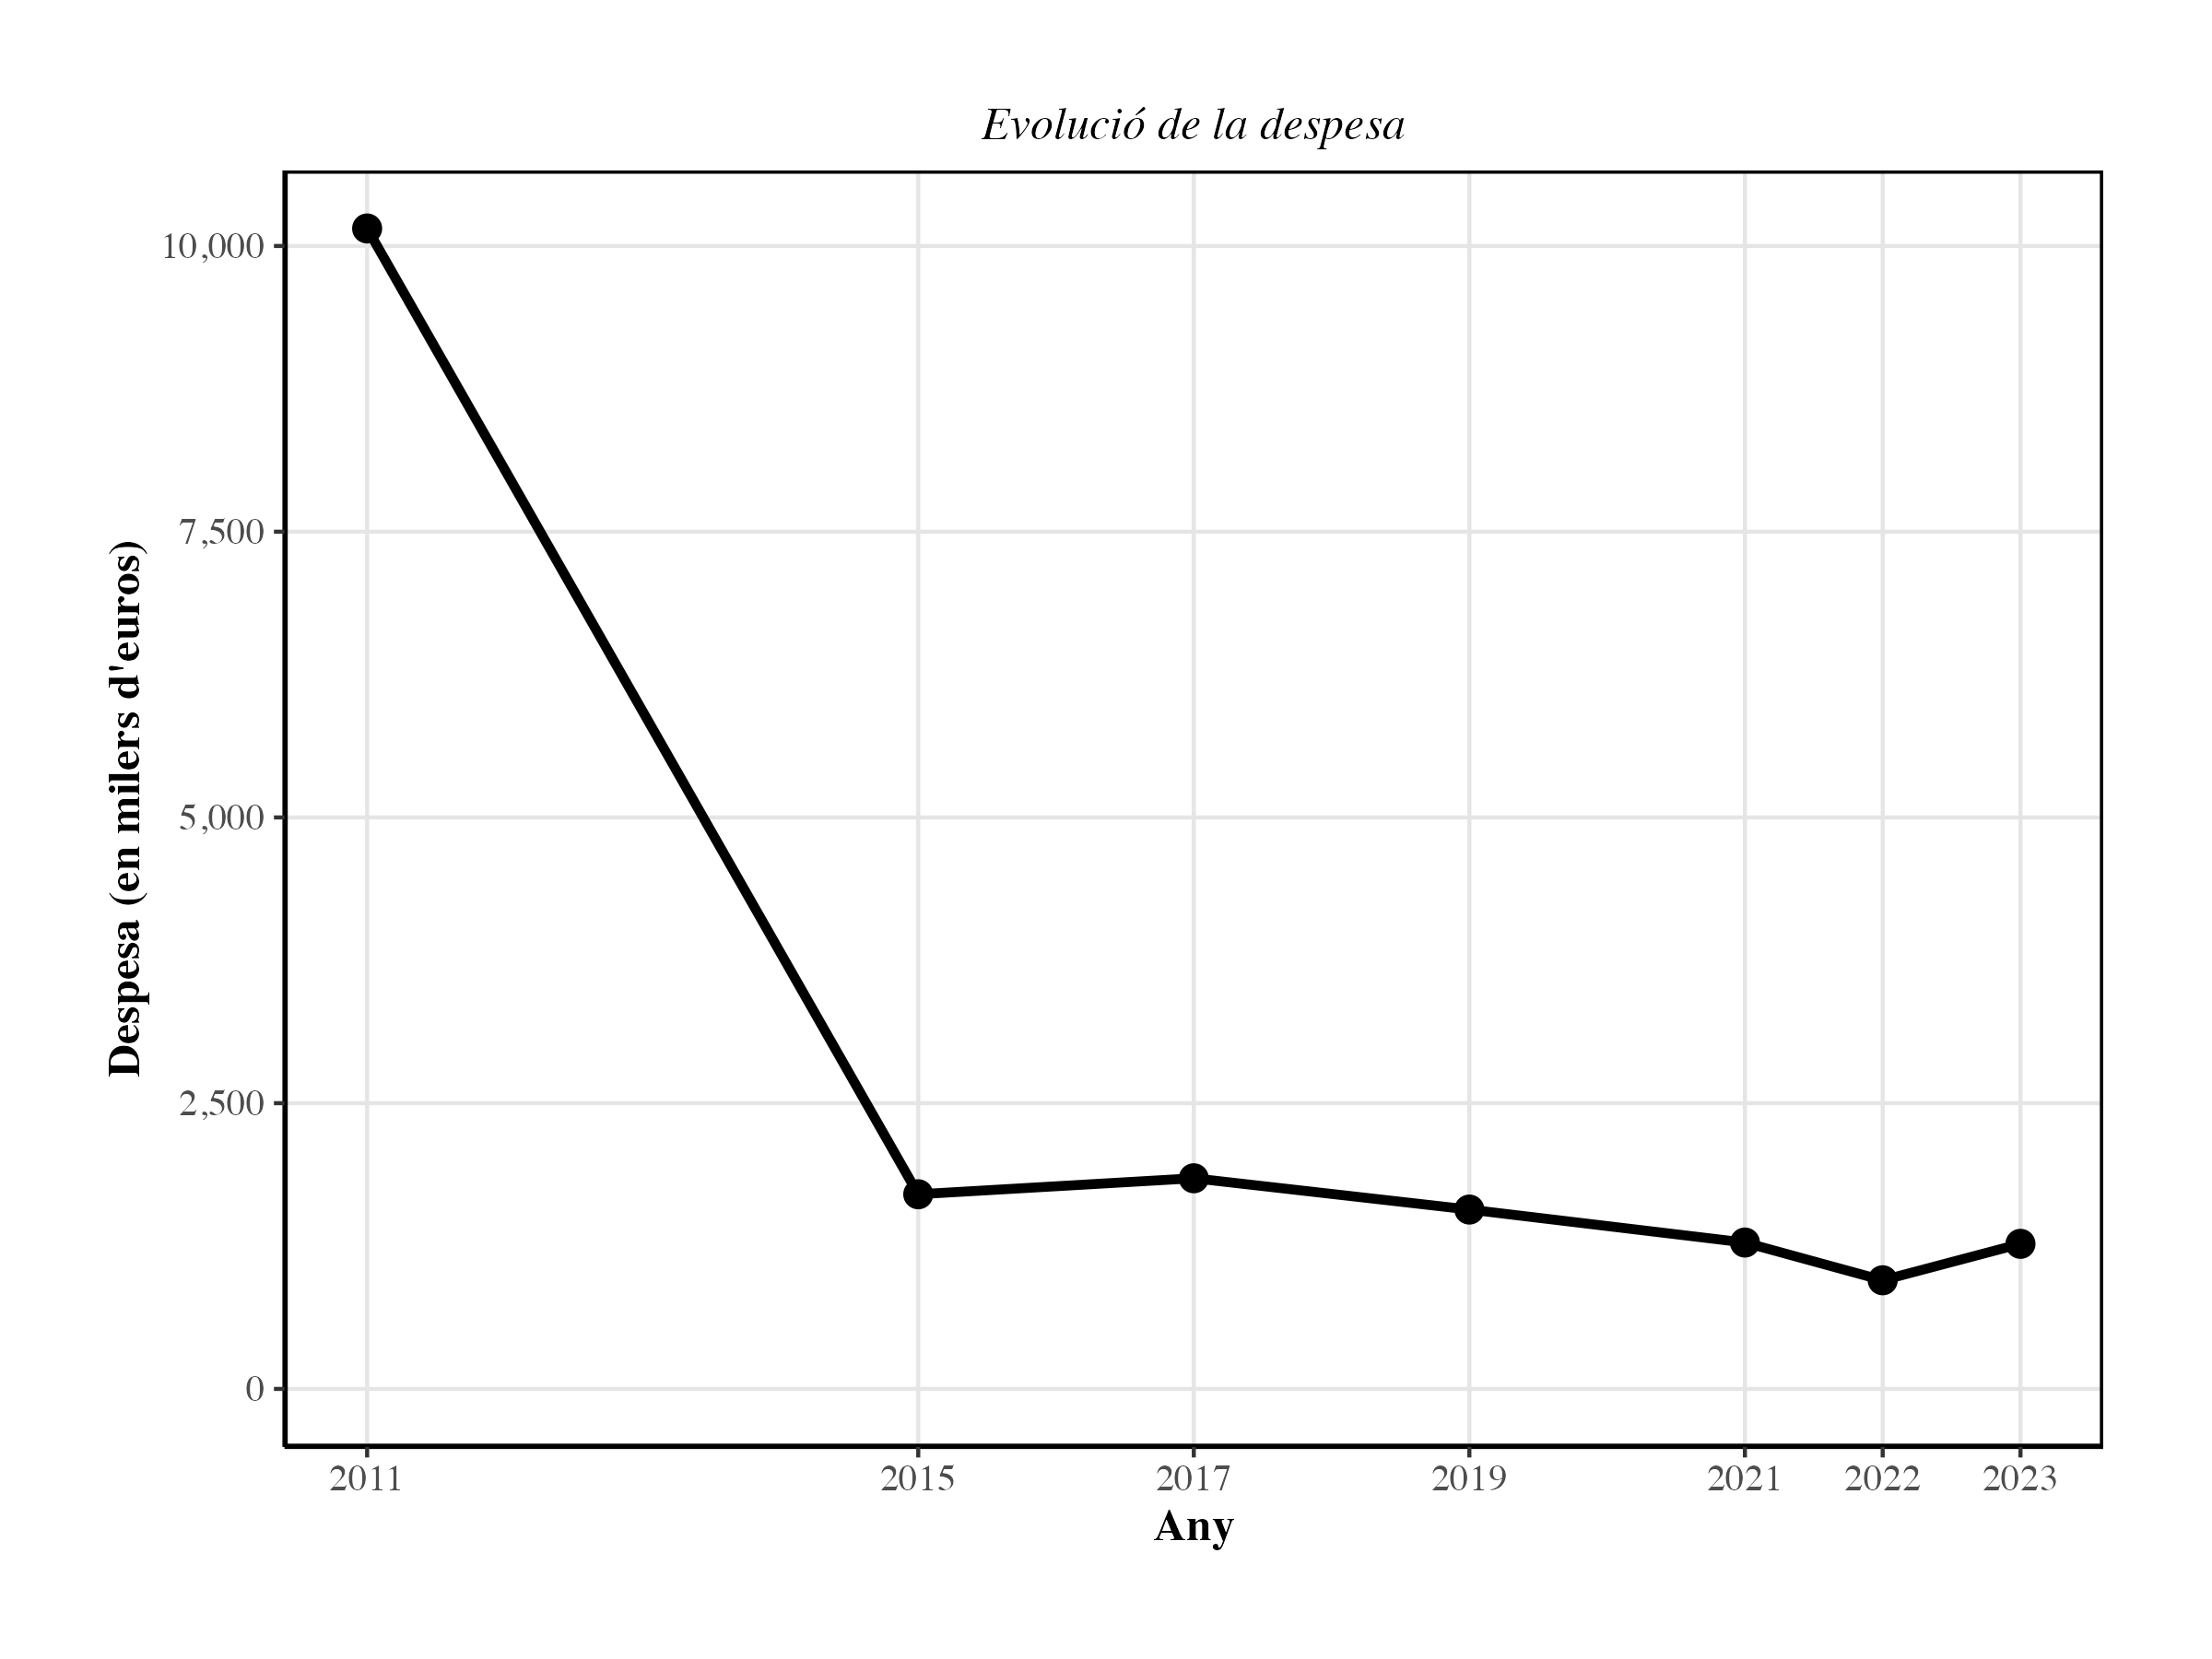 Evolució de la despesa
Despesa (en milers d'euros)
10,000
7,500
5,000
2,500
0
2011 2015 2017 2019 2021 2022 2023
Any